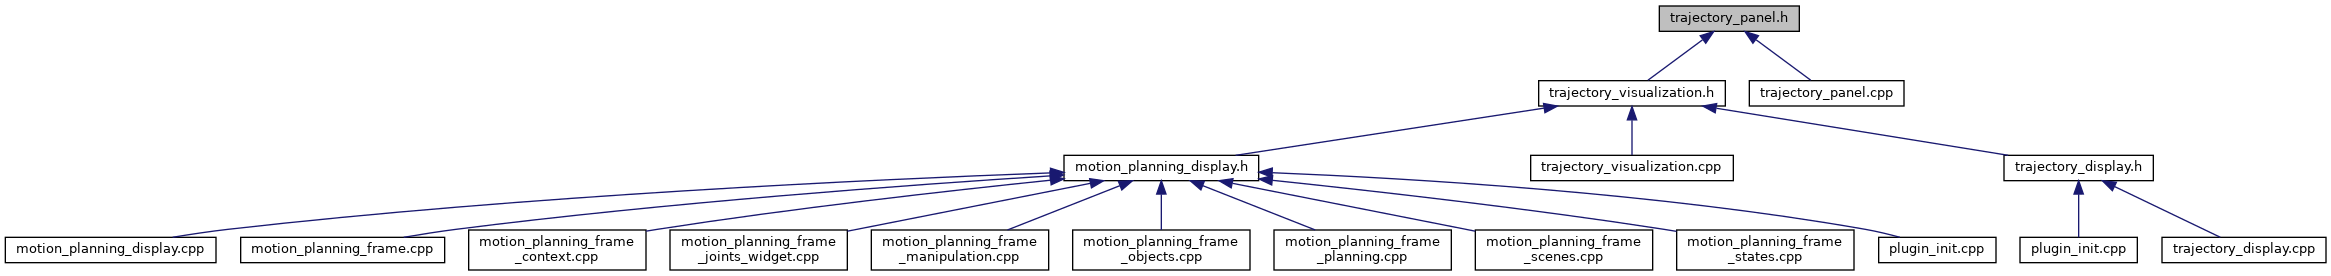 trajectory_panel.h
trajectory_visualization.h
trajectory_panel.cpp
motion_planning_display.h
trajectory_visualization.cpp
trajectory_display.h
motion_planning_display.cpp
motion_planning_frame.cpp
motion_planning_frame
_context.cpp
motion_planning_frame
_joints_widget.cpp
motion_planning_frame
_manipulation.cpp
motion_planning_frame
_objects.cpp
motion_planning_frame
_planning.cpp
motion_planning_frame
_scenes.cpp
motion_planning_frame
_states.cpp
plugin_init.cpp
plugin_init.cpp
trajectory_display.cpp